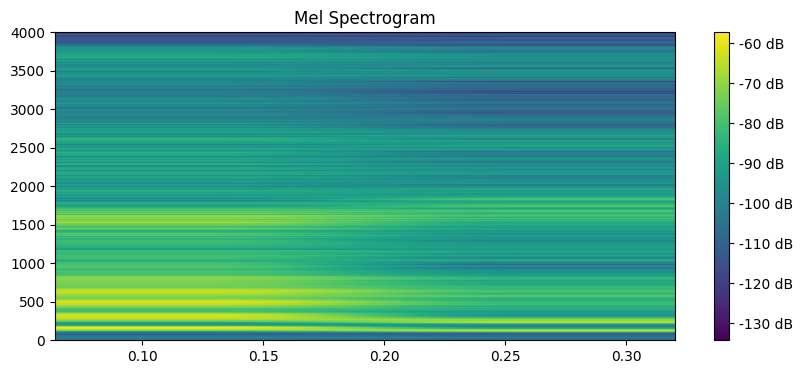 Mel Spectrogram
4000
3500
3000
2500
2000
1500
1000
500
0
0.10 0.15 0.20 0.25 0.30
-60 dB
-70 dB
-80 dB
-90 dB
-100 dB
-110 dB
-120 dB
-130 dB